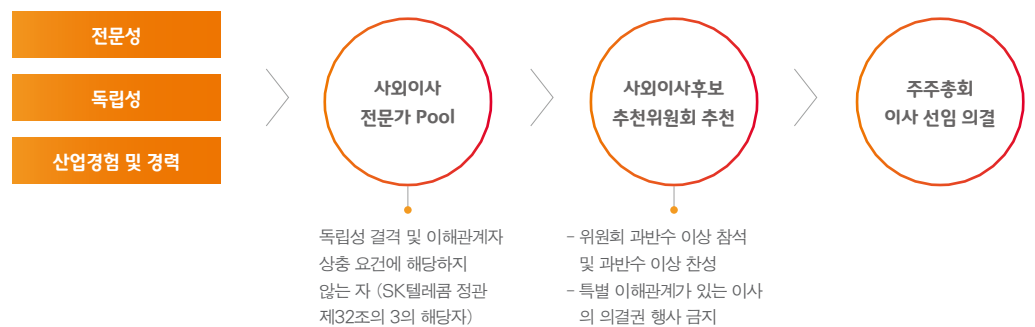 전문성
독립성
산업경험 및 경력
사외이사
전문가 Pool
사외이사후보
추천위원회 추천
주주총회
이사 선임 의결
독립성 결격 및 이해관계자
상충 요건에 해당하지
않는 자 (SK텔레콤 정관
제32조의 3의 해당자)
- 위원회 과반수 이상 참석
및 과반수 이상 찬성
- 특별 이해관계가 있는 이사
의 의결권 행사 금지